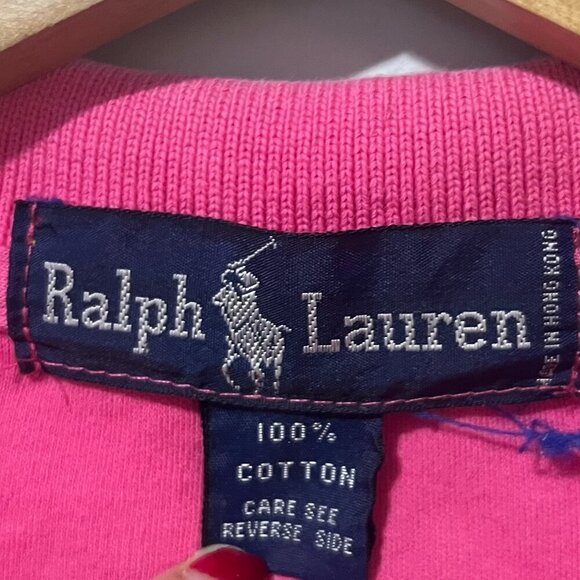 Ralph Lauren
MADE IN HONG KONG
100%
COTTON
CARE SEE
REVERSE SIDE